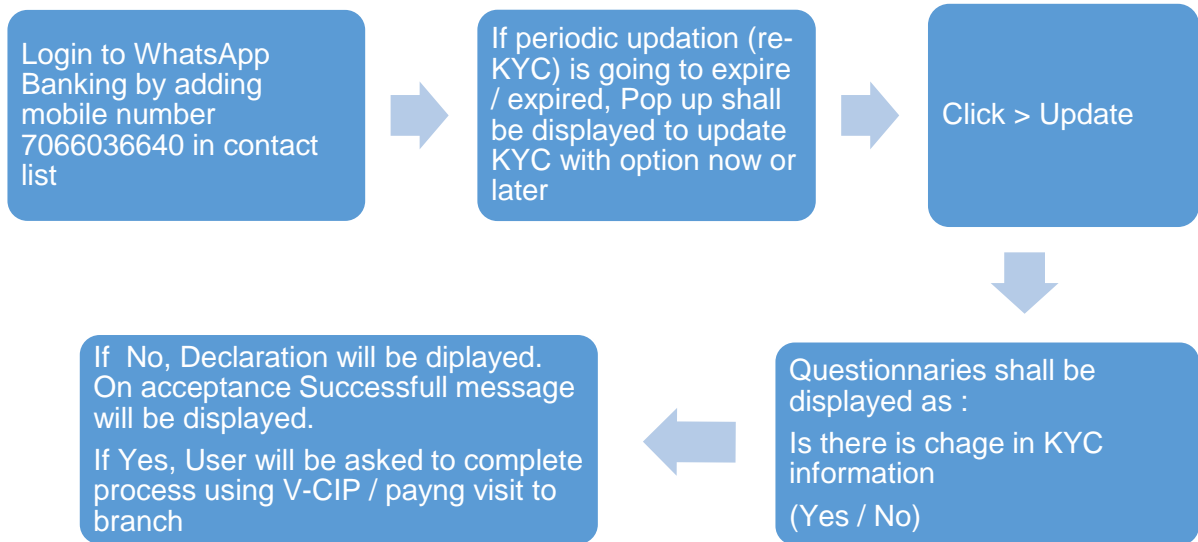 Login to WhatsApp
Banking by adding
mobile number
7066036640 in contact
list
If periodic updation (re-
KYC) is going to expire
/ expired, Pop up shall
be displayed to update
KYC with option now or
later
Click > Update
Questionnaries shall be
displayed as :
Is there is chage in KYC
information
(Yes / No)
If  No, Declaration will be diplayed.
On acceptance Successfull message
will be displayed.
If Yes, User will be asked to complete
process using V-CIP / payng visit to
branch